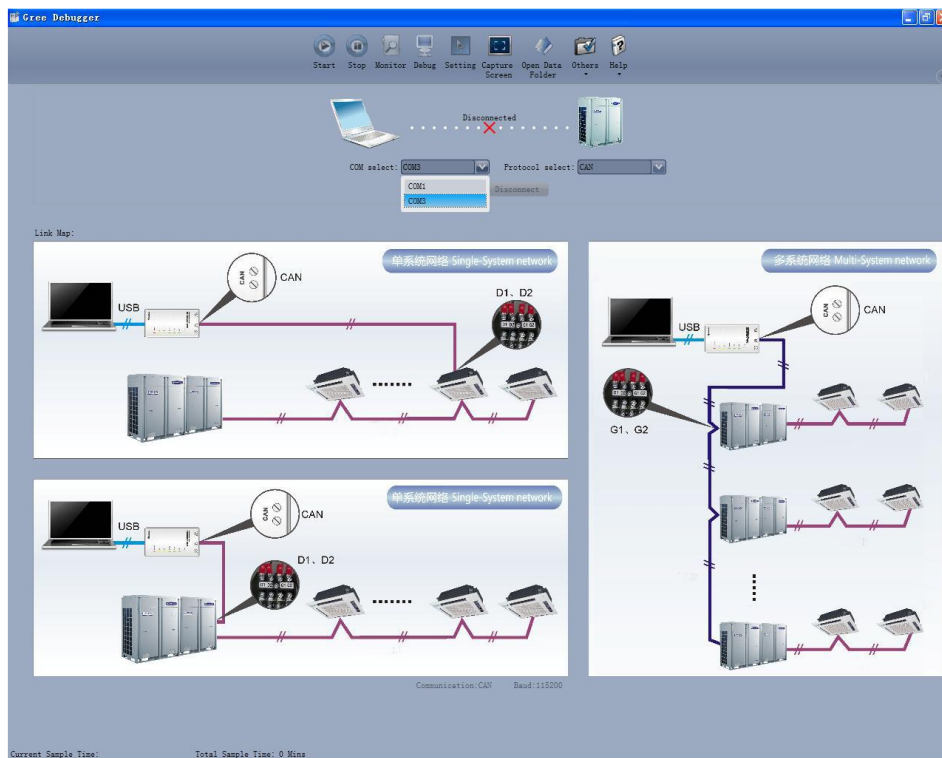 Gree Debugger
Start Stop Monitor Debug Setting Capture Screen Open Data Folder Others Help
Disconnected
COM select: COM3 Protocol select: CAN
COM1 Disconnect
COM3
Link Map:
单系统网络 Single-System network
CAN
CAN
USB
D1、D2
单系统网络 Single-System network
CAN
CAN
USB
D1、D2
多系统网络 Multi-System network
CAN
CAN
USB
G1、G2
Communication:CAN Baud:115200
Current Sample Time: Total Sample Time: 0 Mins